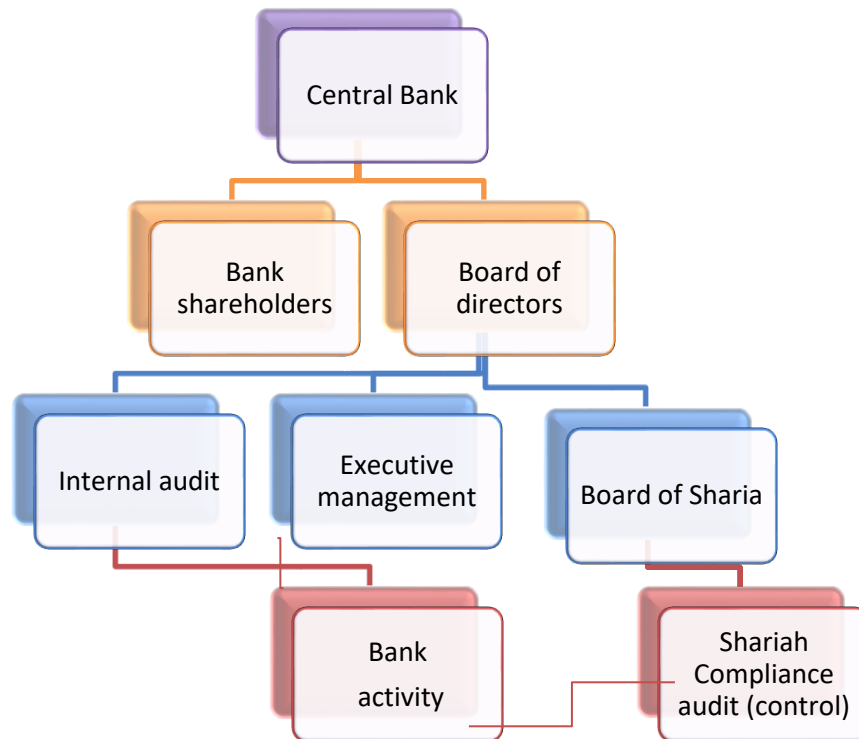 Central Bank
Bank
shareholders
Board of
directors
Internal audit
Executive
management
Board of Sharia
Bank
activity
Shariah
Compliance
audit (control)